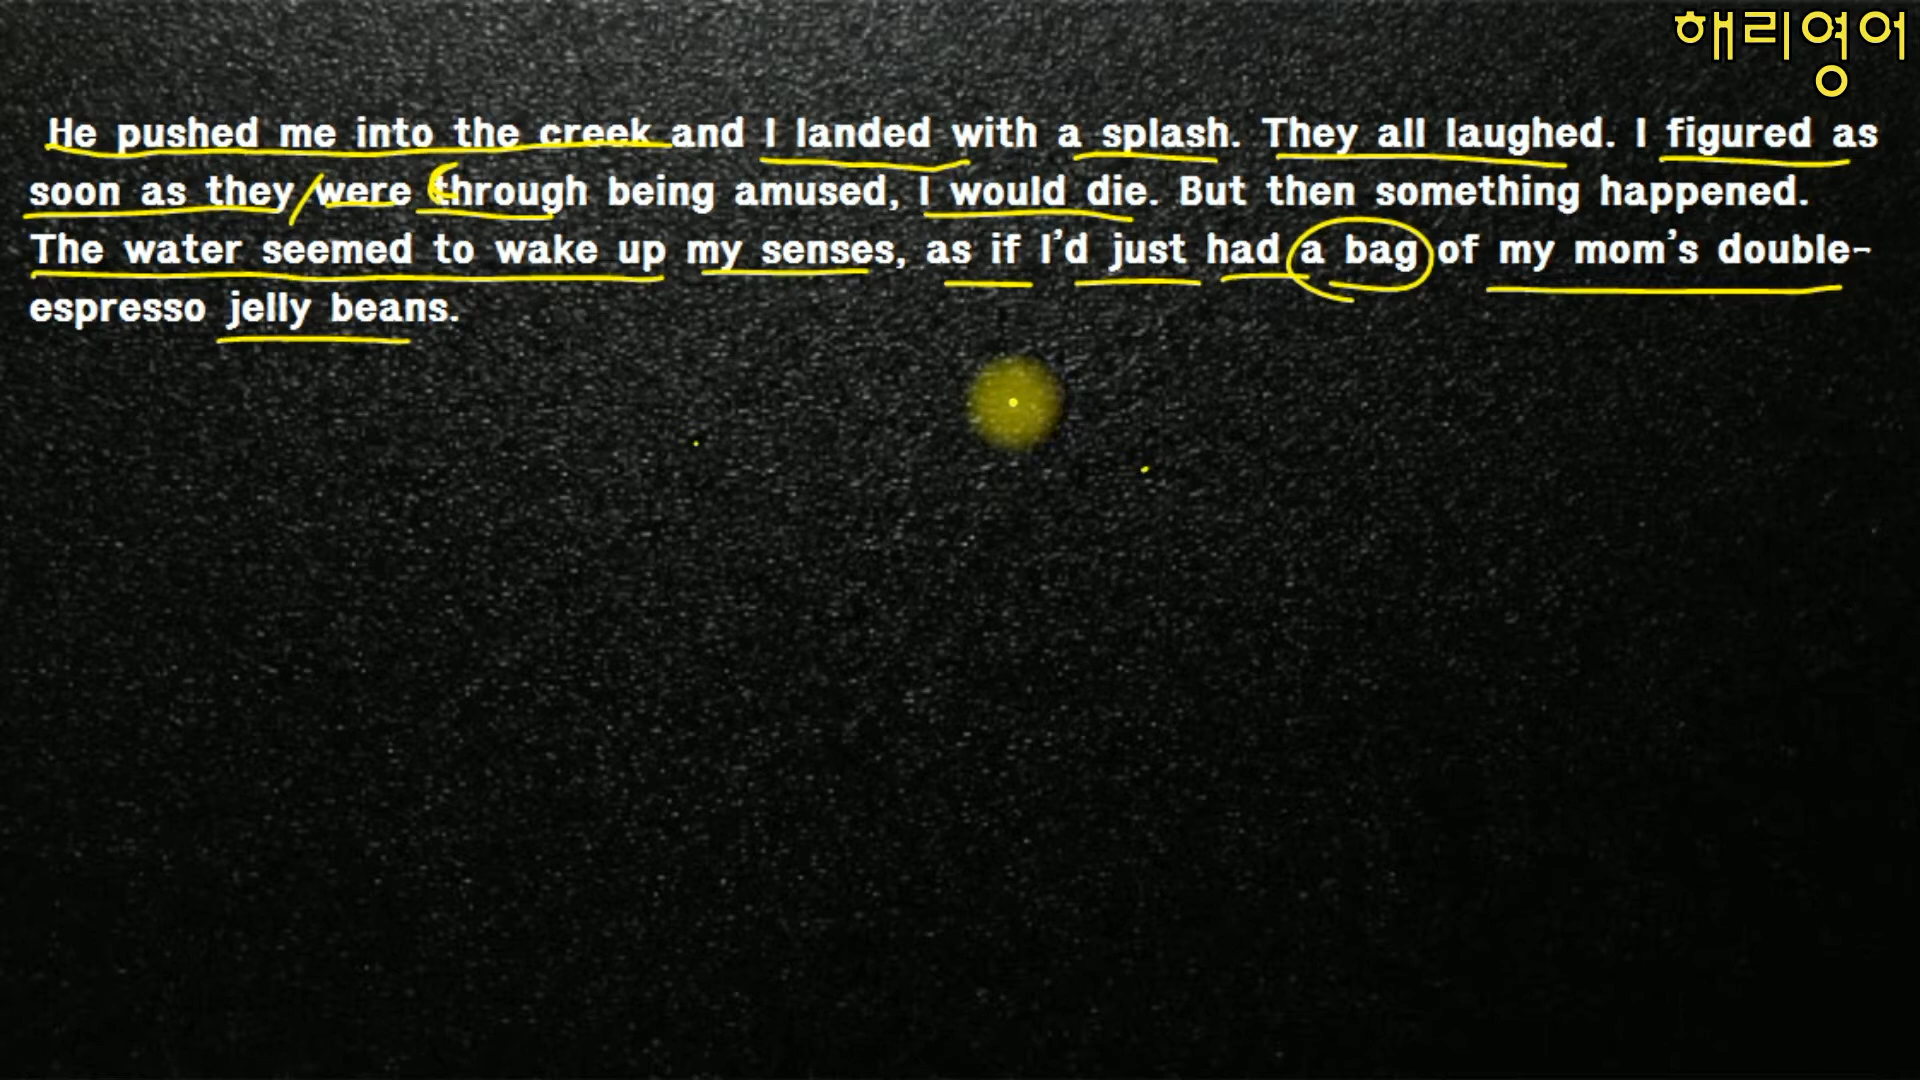 해리영어
He pushed me into the creek and I landed with a splash. They all laughed. I figured as
soon as they were through being amused, I would die. But then something happened.
The water seemed to wake up my senses, as if I’d just had a bag of my mom’s double-
espresso jelly beans.